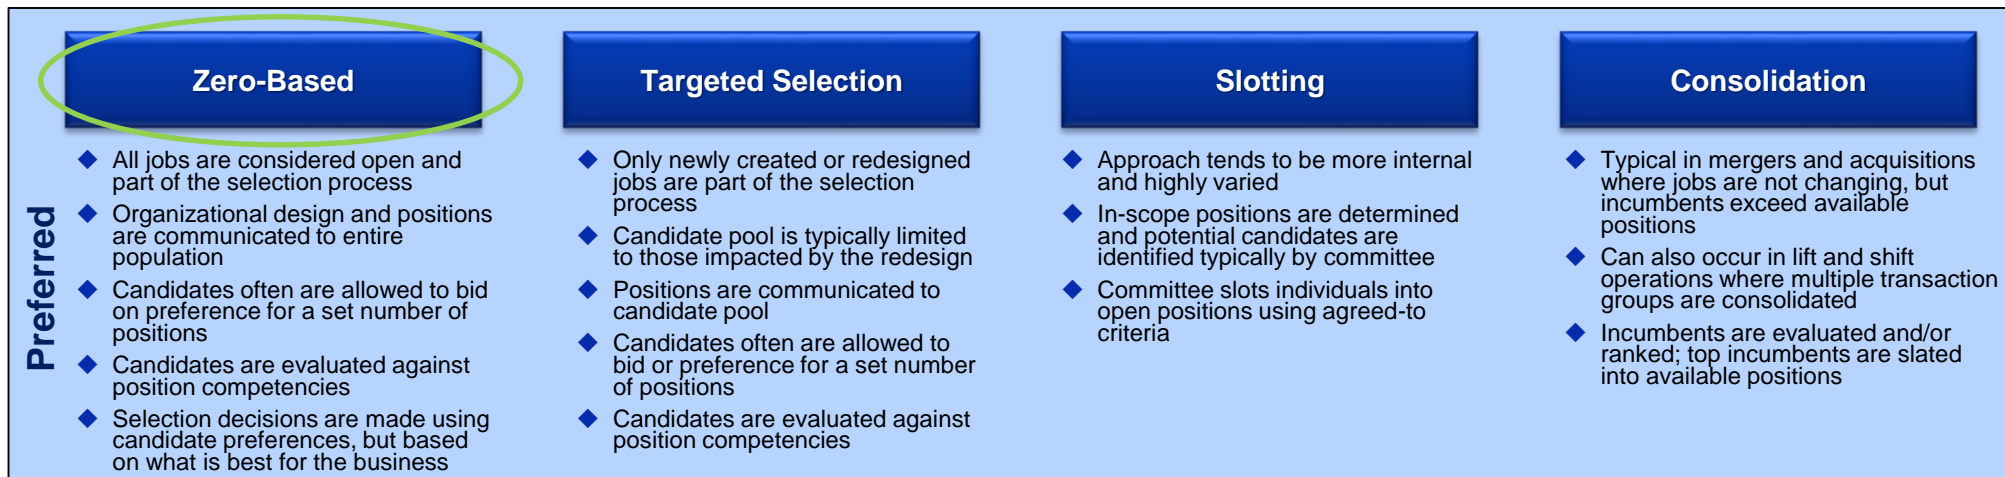 Preferred
Zero-Based
All jobs are considered open and
part of the selection process
Organizational design and positions
are communicated to entire
population
Candidates often are allowed to bid
on preference for a set number of
positions
Candidates are evaluated against
position competencies
Selection decisions are made using
candidate preferences, but based
on what is best for the business
Targeted Selection
Only newly created or redesigned
jobs are part of the selection
process
Candidate pool is typically limited
to those impacted by the redesign
Positions are communicated to
candidate pool
Candidates often are allowed to
bid or preference for a set number
of positions
Candidates are evaluated against
position competencies
Slotting
Approach tends to be more internal
and highly varied
In-scope positions are determined
and potential candidates are
identified typically by committee
Committee slots individuals into
open positions using agreed-to
criteria
Consolidation
Typical in mergers and acquisitions
where jobs are not changing, but
incumbents exceed available
positions
Can also occur in lift and shift
operations where multiple transaction
groups are consolidated
Incumbents are evaluated and/or
ranked; top incumbents are slated
into available positions